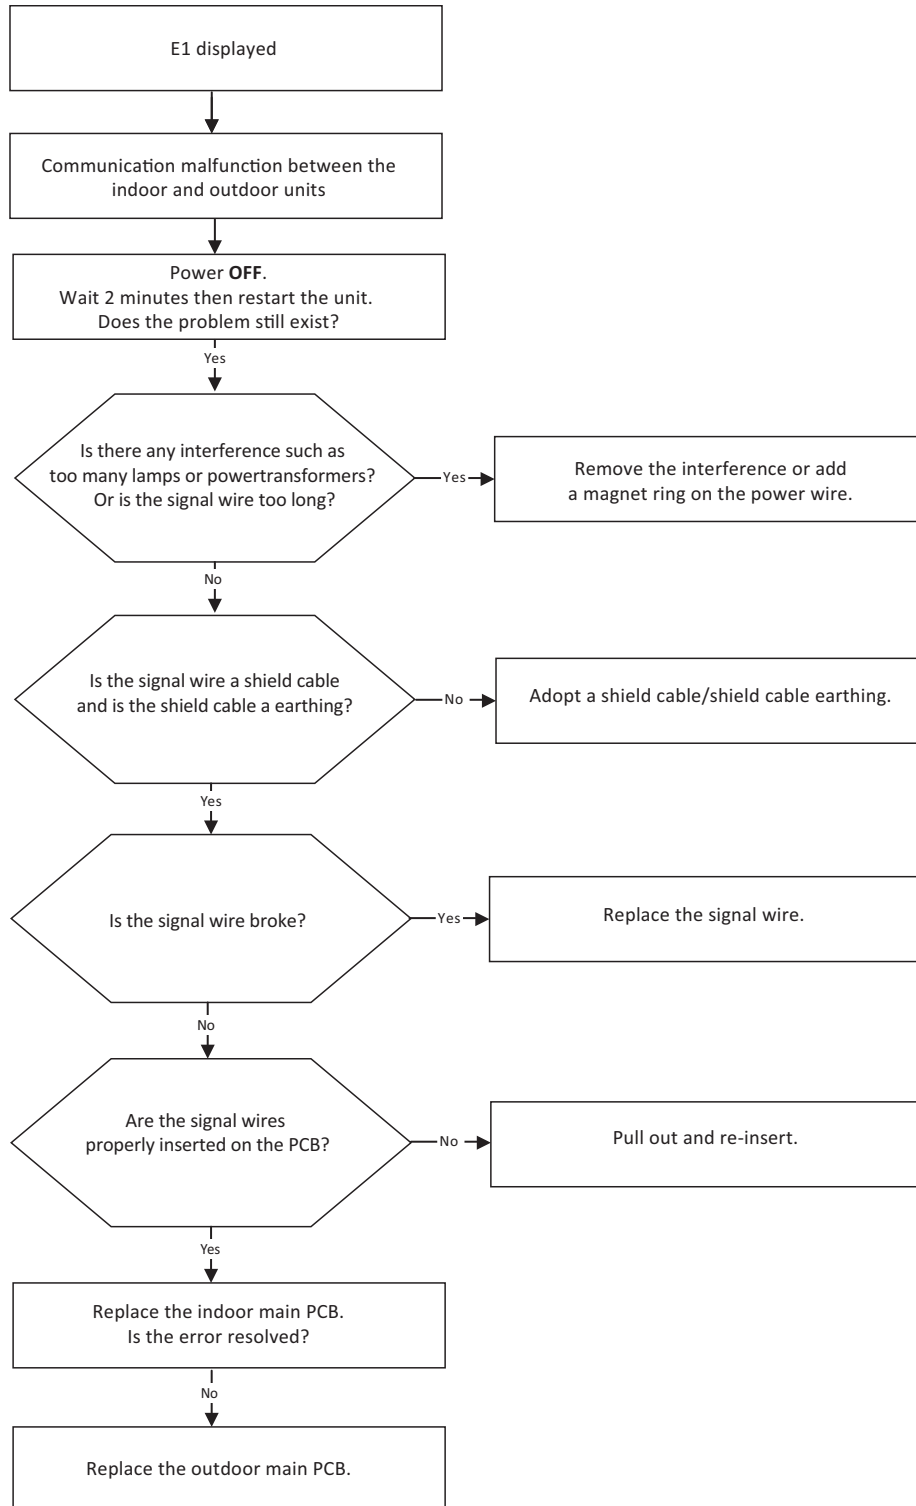 E1 displayed
Communication malfunction between the
indoor and outdoor units
Power OFF.
Wait 2 minutes then restart the unit.
Does the problem still exist?
Yes
Is there any interference such as
too many lamps or powertransformers?
Or is the signal wire too long?
Yes
Remove the interference or add
a magnet ring on the power wire.
No
Is the signal wire a shield cable
and is the shield cable a earthing?
No
Adopt a shield cable/shield cable earthing.
Yes
Is the signal wire broke?
Yes
Replace the signal wire.
No
Are the signal wires
properly inserted on the PCB?
No
Pull out and re-insert.
Yes
Replace the indoor main PCB.
Is the error resolved?
No
Replace the outdoor main PCB.